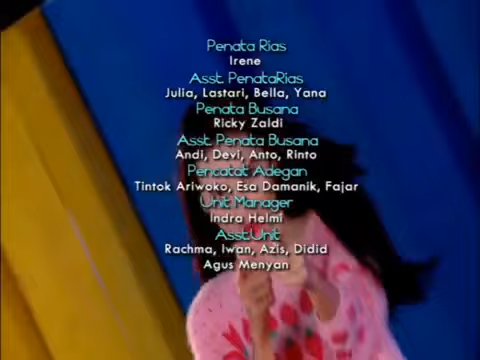 Penata Rias
Irene
Asst. PenataRias
Julia, Lastari, Bella, Yana
Penata Busana
Ricky Zaldi
Asst. Penata Busana
Andi, Devi, Anto, Rinto
Pencatat Adegan
Tintok Ariwoko, Esa Damanik, Fajar
Unit Manager
Indra Helmi
Asst.Unit
Rachma, Iwan, Azis, Didid
Agus Menyan